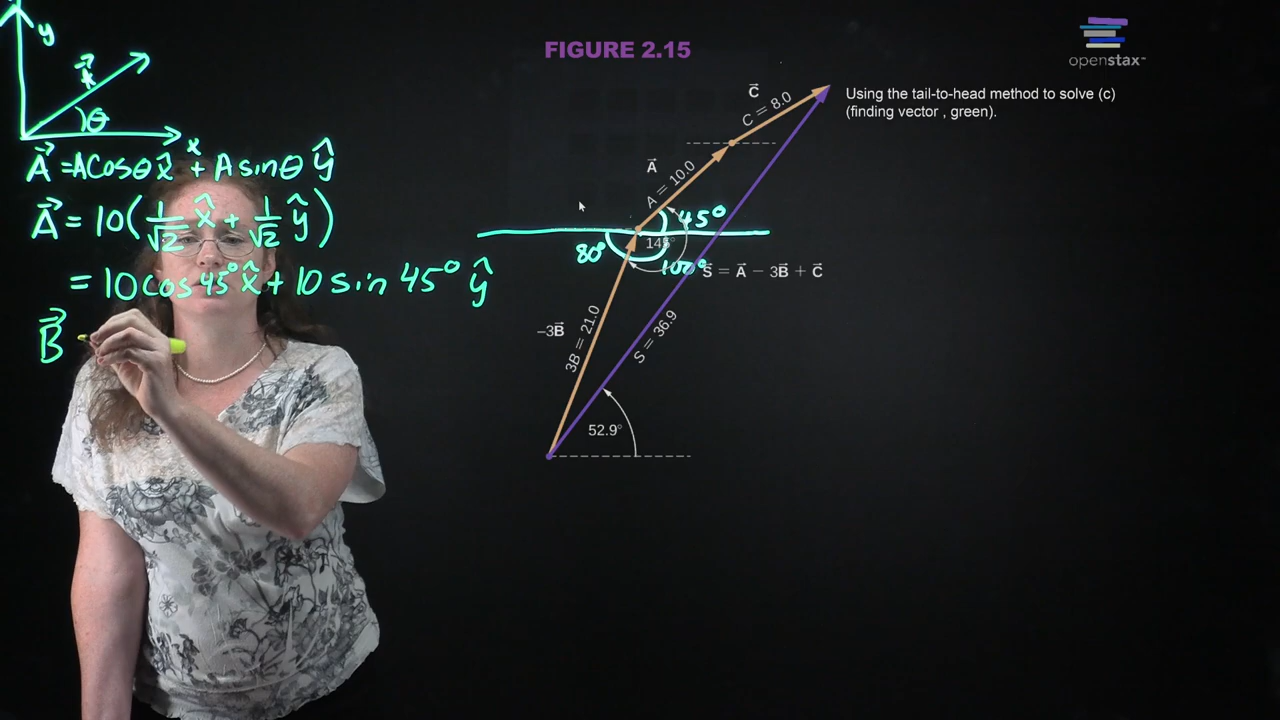 FIGURE 2.15
openstax™
Using the tail-to-head method to solve (c)
(finding vector , green).
y
A⃗
θ
x
A⃗ = A cos θ x̂ + A sin θ ŷ
A⃗ = 10(1/√2 x̂ + 1/√2 ŷ)
= 10 cos 45° x̂ + 10 sin 45° ŷ
B⃗
C⃗
C = 8.0
A⃗
A = 10.0
45°
80°
145°
100°
S⃗ = A⃗ − 3B⃗ + C⃗
−3B⃗
3B = 21.0
S = 36.9
52.9°